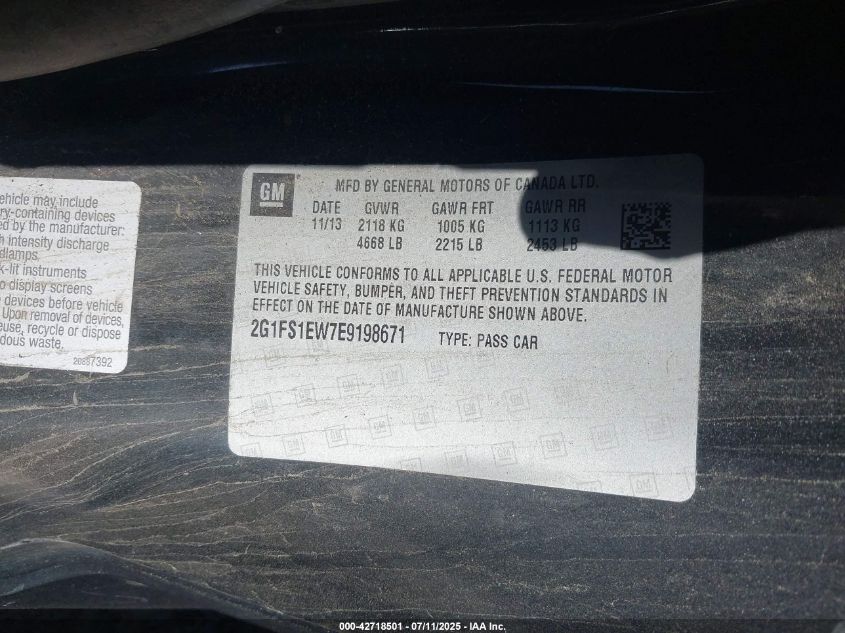 ehicle may include
ry-containing devices
ed by the manufacturer:
h intensity discharge
adlamps.
k-lit instruments
o display screens
e devices before vehicle
Upon removal of devices,
euse, recycle or dispose
dous waste.
20887392
GM
MFD BY GENERAL MOTORS OF CANADA LTD.
DATE GVWR GAWR FRT GAWR RR
11/13 2118 KG 1005 KG 1113 KG
4668 LB 2215 LB 2453 LB
THIS VEHICLE CONFORMS TO ALL APPLICABLE U.S. FEDERAL MOTOR
VEHICLE SAFETY, BUMPER, AND THEFT PREVENTION STANDARDS IN
EFFECT ON THE DATE OF MANUFACTURE SHOWN ABOVE.
2G1FS1EW7E9198671 TYPE: PASS CAR
000-42718501 - 07/11/2025 - IAA Inc.